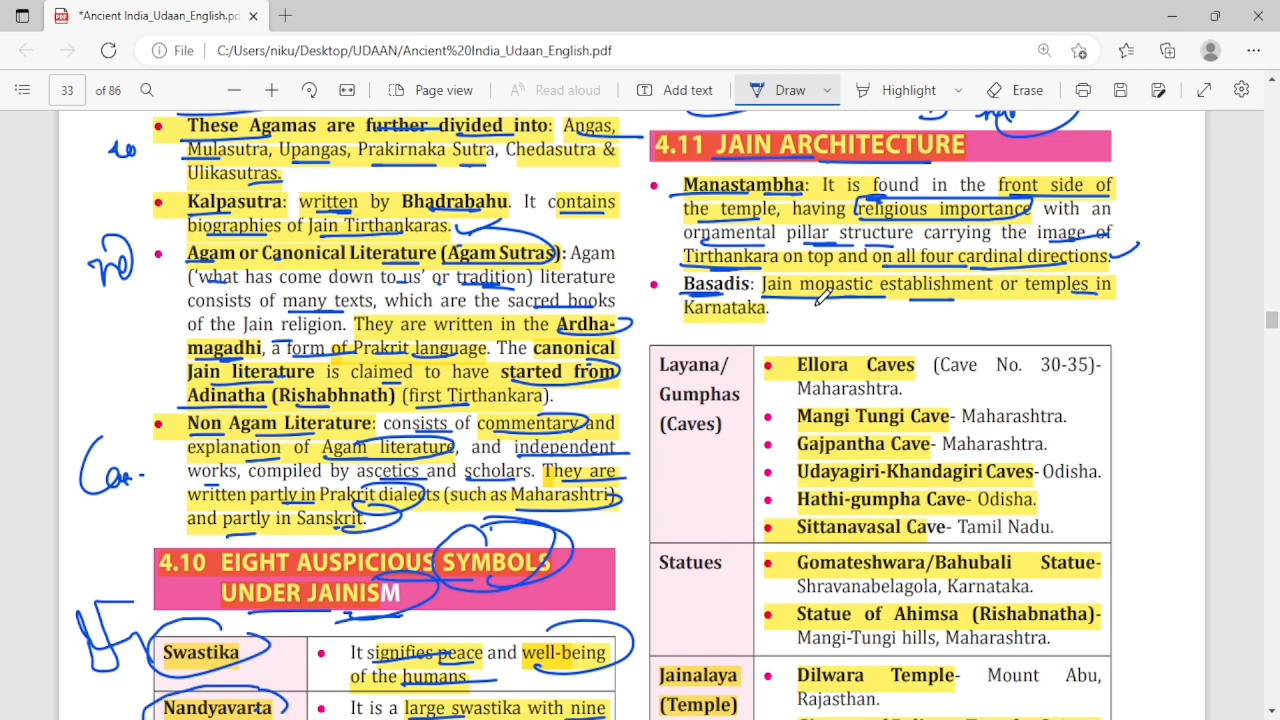 *Ancient India_Udaan_English.pd
File
C:/Users/niku/Desktop/UDAAN/Ancient%20India_Udaan_English.pdf
33
of 86
Page view
Read aloud
Add text
Draw
Highlight
Erase
• These Agamas are further divided into: Angas,
Mulasutra, Upangas, Prakirnaka Sutra, Chedasutra &
Ulikasutras.
• Kalpasutra: written by Bhadrabahu. It contains
biographies of Jain Tirthankaras.
• Agam or Canonical Literature (Agam Sutras): Agam
('what has come down to us' or tradition) literature
consists of many texts, which are the sacred books
of the Jain religion. They are written in the Ardha-
magadhi, a form of Prakrit language. The canonical
Jain literature is claimed to have started from
Adinatha (Rishabhnath) (first Tirthankara).
• Non Agam Literature: consists of commentary and
explanation of Agam literature, and independent
works, compiled by ascetics and scholars. They are
written partly in Prakrit dialects (such as Maharashtri)
and partly in Sanskrit.
4.10 EIGHT AUSPICIOUS SYMBOLS
UNDER JAINISM
Swastika
• It signifies peace and well-being
of the humans
Nandyavarta
• It is a large swastika with nine
4.11 JAIN ARCHITECTURE
• Manastambha: It is found in the front side of
the temple, having religious importance with an
ornamental pillar structure carrying the image of
Tirthankara on top and on all four cardinal directions.
• Basadis: Jain monastic establishment or temples in
Karnataka.
Layana/
Gumphas
(Caves)
• Ellora Caves (Cave No. 30-35)-
Maharashtra.
• Mangi Tungi Cave- Maharashtra.
• Gajpantha Cave- Maharashtra.
• Udayagiri-Khandagiri Caves- Odisha.
• Hathi-gumpha Cave- Odisha.
• Sittanavasal Cave- Tamil Nadu.
Statues
• Gomateshwara/Bahubali Statue-
Shravanabelagola, Karnataka.
• Statue of Ahimsa (Rishabnatha)-
Mangi-Tungi hills, Maharashtra.
Jainalaya
(Temple)
• Dilwara Temple- Mount Abu,
Rajasthan.